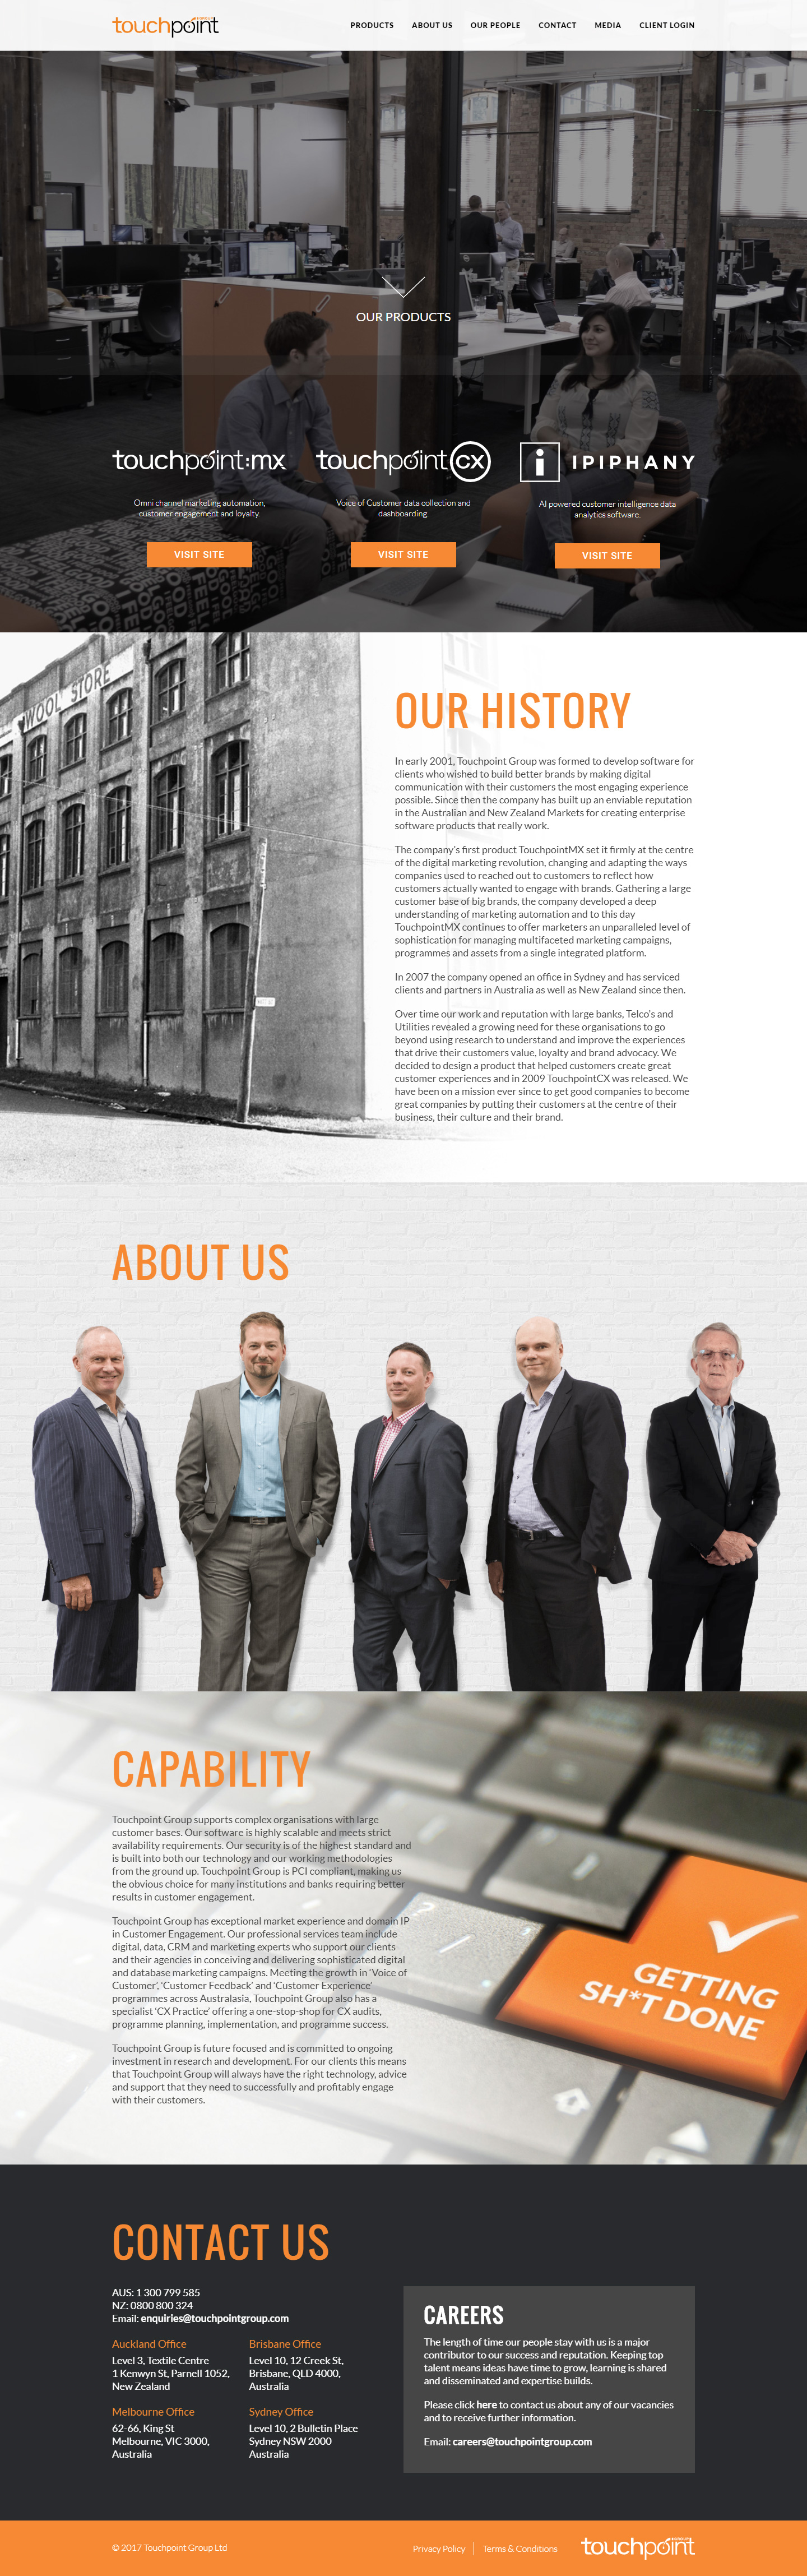 touchpoint
PRODUCTS ABOUT US OUR PEOPLE CONTACT MEDIA CLIENT LOGIN
OUR PRODUCTS
touchpoint:mx
Omni channel marketing automation,
customer engagement and loyalty.
VISIT SITE
touchpoint CX
Voice of Customer data collection and
dashboarding.
VISIT SITE
i IPIPHANY
AI powered customer intelligence data
analytics software.
VISIT SITE
WOOL STORE
OUR HISTORY
In early 2001, Touchpoint Group was formed to develop software for
clients who wished to build better brands by making digital
communication with their customers the most engaging experience
possible. Since then the company has built up an enviable reputation
in the Australian and New Zealand Markets for creating enterprise
software products that really work.
The company's first product TouchpointMX set it firmly at the centre
of the digital marketing revolution, changing and adapting the ways
companies used to reached out to customers to reflect how
customers actually wanted to engage with brands. Gathering a large
customer base of big brands, the company developed a deep
understanding of marketing automation and to this day
TouchpointMX continues to offer marketers an unparalleled level of
sophistication for managing multifaceted marketing campaigns,
programmes and assets from a single integrated platform.
In 2007 the company opened an office in Sydney and has serviced
clients and partners in Australia as well as New Zealand since then.
Over time our work and reputation with large banks, Telco's and
Utilities revealed a growing need for these organisations to go
beyond using research to understand and improve the experiences
that drive their customers value, loyalty and brand advocacy. We
decided to design a product that helped customers create great
customer experiences and in 2009 TouchpointCX was released. We
have been on a mission ever since to get good companies to become
great companies by putting their customers at the centre of their
business, their culture and their brand.
ABOUT US
CAPABILITY
Touchpoint Group supports complex organisations with large
customer bases. Our software is highly scalable and meets strict
availability requirements. Our security is of the highest standard and
is built into both our technology and our working methodologies
from the ground up. Touchpoint Group is PCI compliant, making us
the obvious choice for many institutions and banks requiring better
results in customer engagement.
Touchpoint Group has exceptional market experience and domain IP
in Customer Engagement. Our professional services team include
digital, data, CRM and marketing experts who support our clients
and their agencies in conceiving and delivering sophisticated digital
and database marketing campaigns. Meeting the growth in 'Voice of
Customer', 'Customer Feedback' and 'Customer Experience'
programmes across Australasia, Touchpoint Group also has a
specialist 'CX Practice' offering a one-stop-shop for CX audits,
programme planning, implementation, and programme success.
Touchpoint Group is future focused and is committed to ongoing
investment in research and development. For our clients this means
that Touchpoint Group will always have the right technology, advice
and support that they need to successfully and profitably engage
with their customers.
GETTING
SH*T DONE
CONTACT US
AUS: 1 300 799 585
NZ: 0800 800 324
Email: enquiries@touchpointgroup.com
Auckland Office
Level 3, Textile Centre
1 Kenwyn St, Parnell 1052,
New Zealand
Brisbane Office
Level 10, 12 Creek St,
Brisbane, QLD 4000,
Australia
Melbourne Office
62-66, King St
Melbourne, VIC 3000,
Australia
Sydney Office
Level 10, 2 Bulletin Place
Sydney NSW 2000
Australia
CAREERS
The length of time our people stay with us is a major
contributor to our success and reputation. Keeping top
talent means ideas have time to grow, learning is shared
and disseminated and expertise builds.
Please click here to contact us about any of our vacancies
and to receive further information.
Email: careers@touchpointgroup.com
© 2017 Touchpoint Group Ltd
Privacy Policy | Terms & Conditions
touchpoint